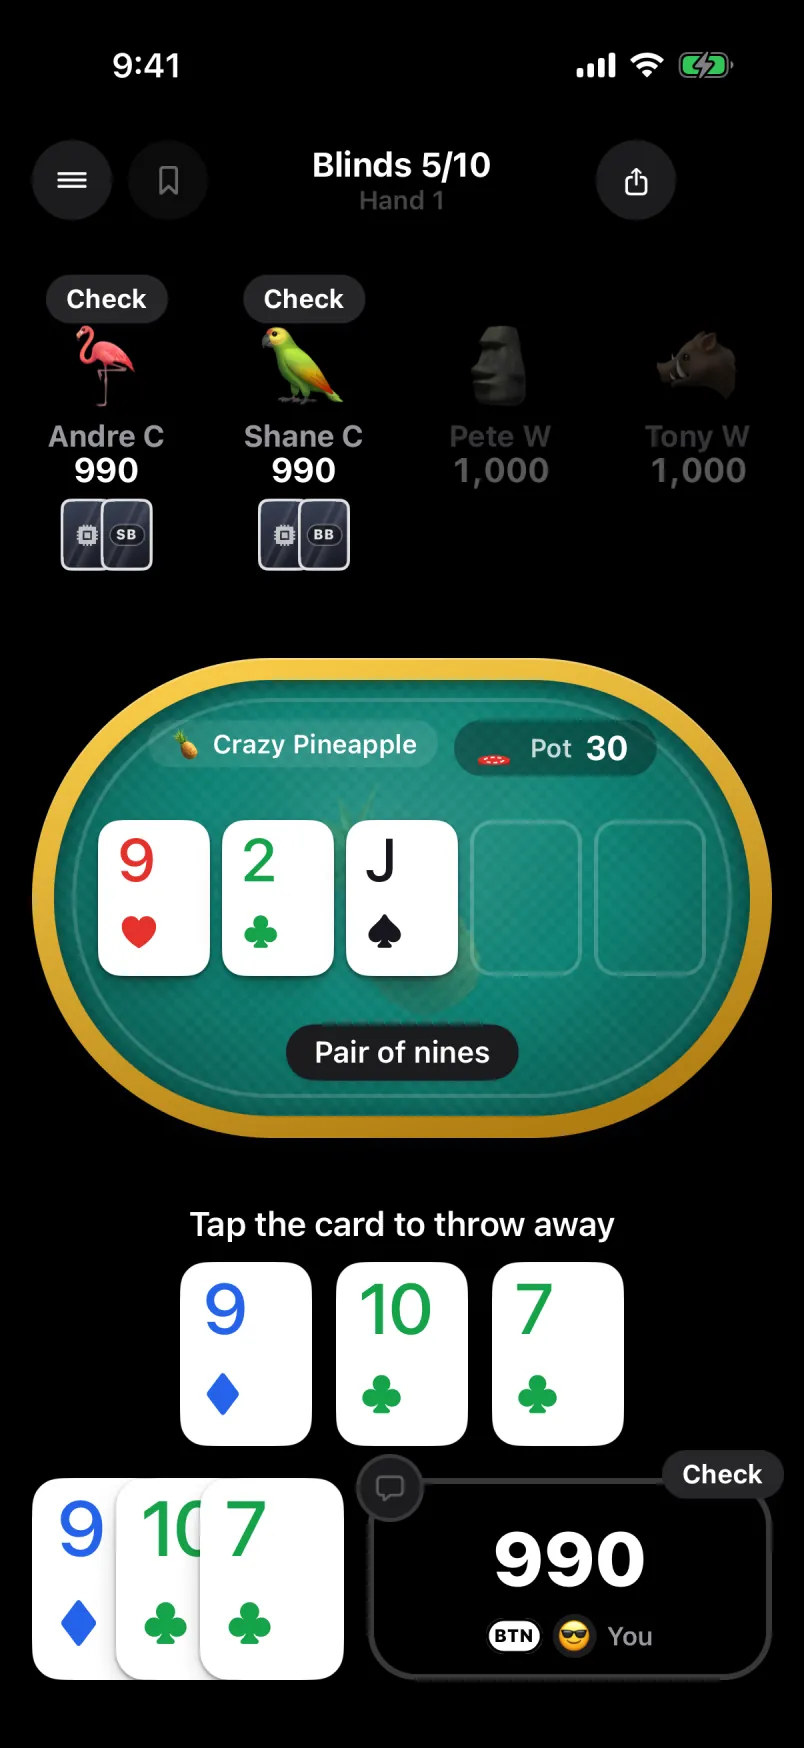 9:41
Blinds 5/10
Hand 1
Check
Check
Andre C
Shane C
Pete W
Tony W
990
990
1,000
1,000
SB
BB
Crazy Pineapple
Pot 30
9
2
J
Pair of nines
Tap the card to throw away
9
10
7
Check
9
10
7
990
BTN
You